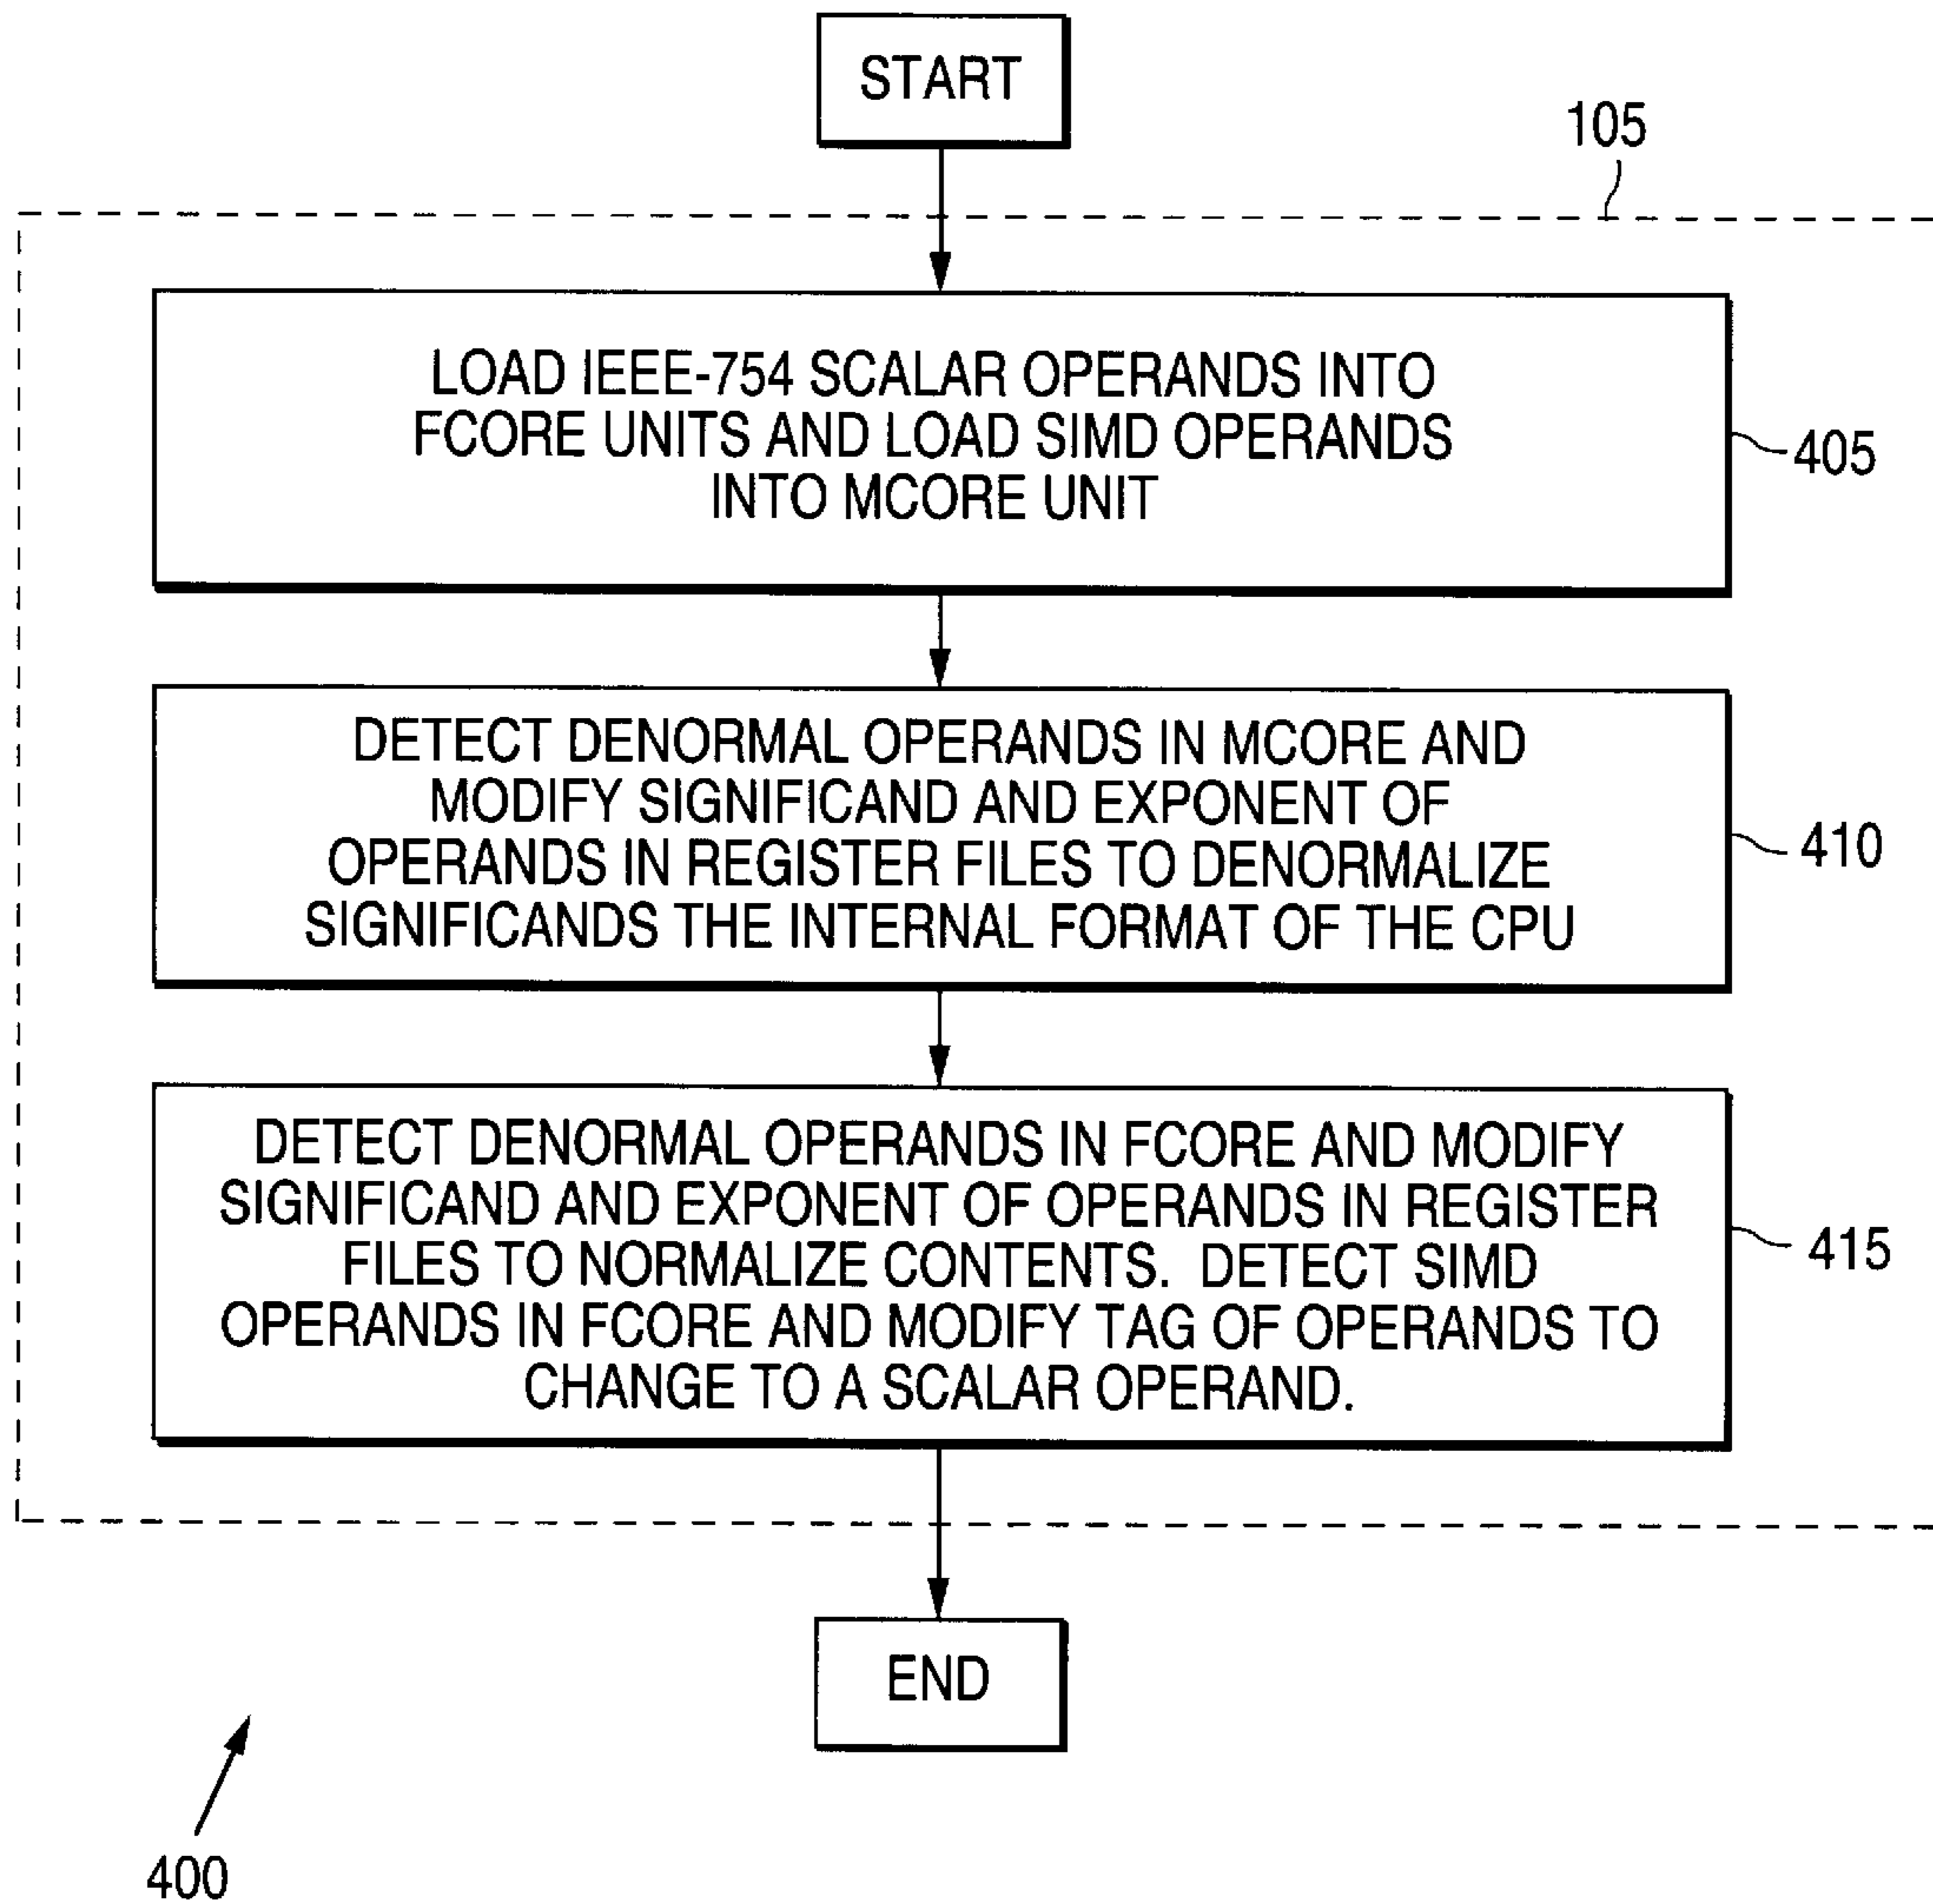 START
105
LOAD IEEE-754 SCALAR OPERANDS INTO
FCORE UNITS AND LOAD SIMD OPERANDS
INTO MCORE UNIT
405
DETECT DENORMAL OPERANDS IN MCORE AND
MODIFY SIGNIFICAND AND EXPONENT OF
OPERANDS IN REGISTER FILES TO DENORMALIZE
SIGNIFICANDS THE INTERNAL FORMAT OF THE CPU
410
DETECT DENORMAL OPERANDS IN FCORE AND MODIFY
SIGNIFICAND AND EXPONENT OF OPERANDS IN REGISTER
FILES TO NORMALIZE CONTENTS. DETECT SIMD
OPERANDS IN FCORE AND MODIFY TAG OF OPERANDS TO
CHANGE TO A SCALAR OPERAND.
415
END
400